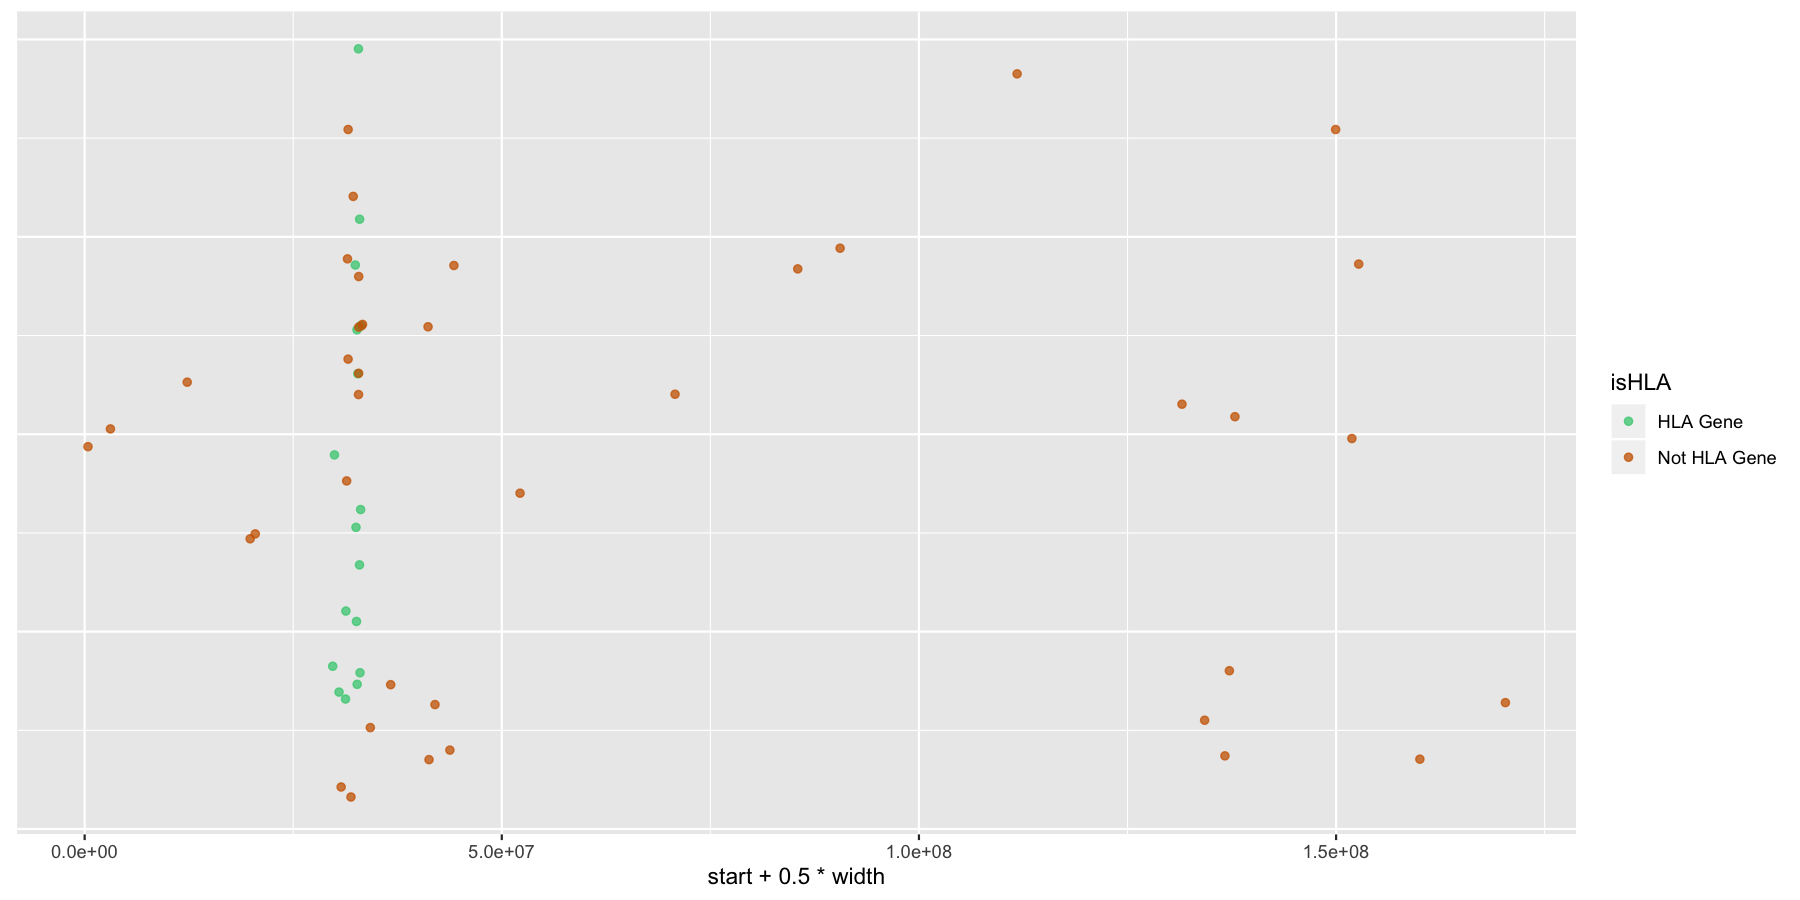 isHLA
HLA Gene
Not HLA Gene
0.0e+00 5.0e+07 1.0e+08 1.5e+08
start + 0.5 * width